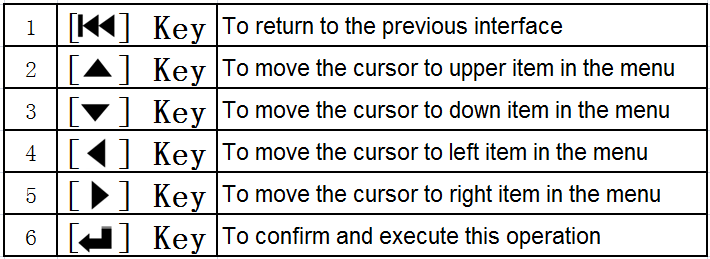 1 [⏮] Key To return to the previous interface
2 [▲] Key To move the cursor to upper item in the menu
3 [▼] Key To move the cursor to down item in the menu
4 [◀] Key To move the cursor to left item in the menu
5 [▶] Key To move the cursor to right item in the menu
6 [↵] Key To confirm and execute this operation